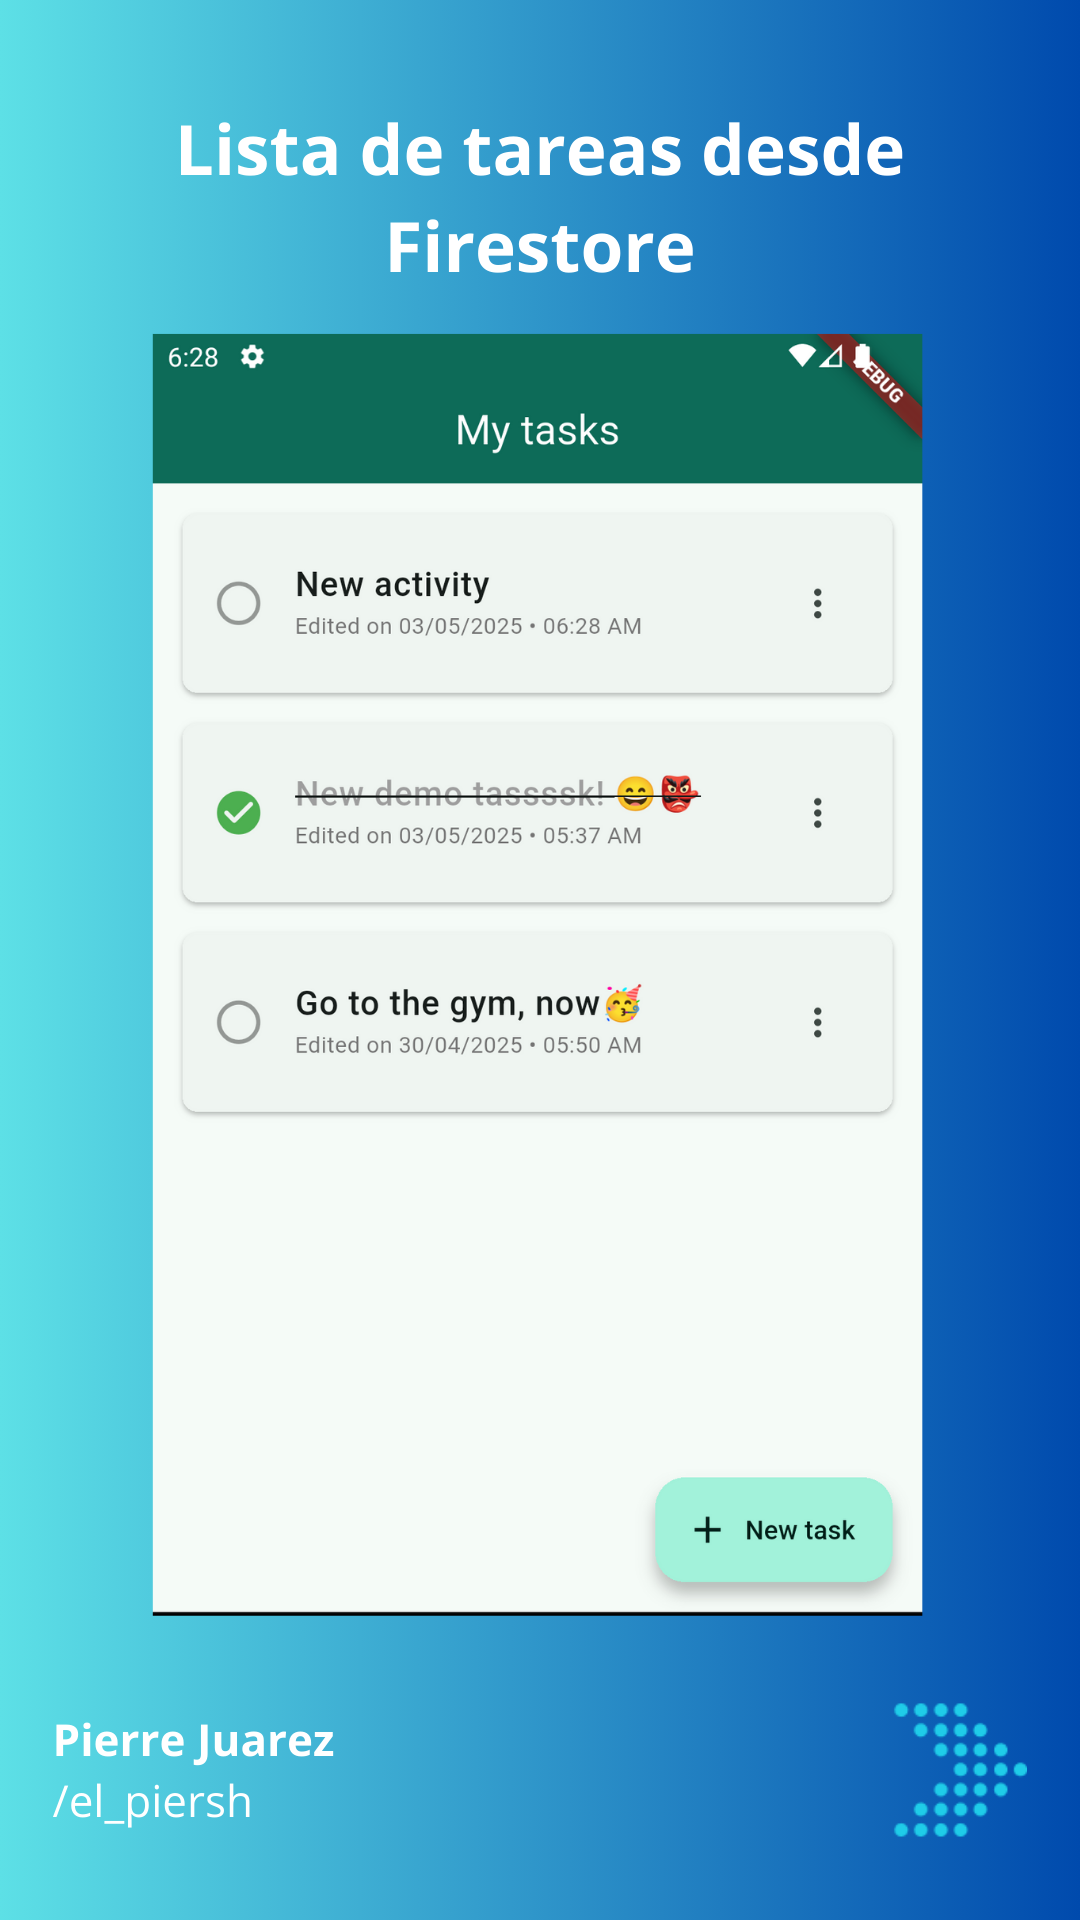 Lista de tareas desde
Firestore
6:28
EBUG
My tasks
New activity
Edited on 03/05/2025 • 06:28 AM
New demo tassssk! 😄👺
Edited on 03/05/2025 • 05:37 AM
Go to the gym, now🥳
Edited on 30/04/2025 • 05:50 AM
+ New task
Pierre Juarez
/el_piersh